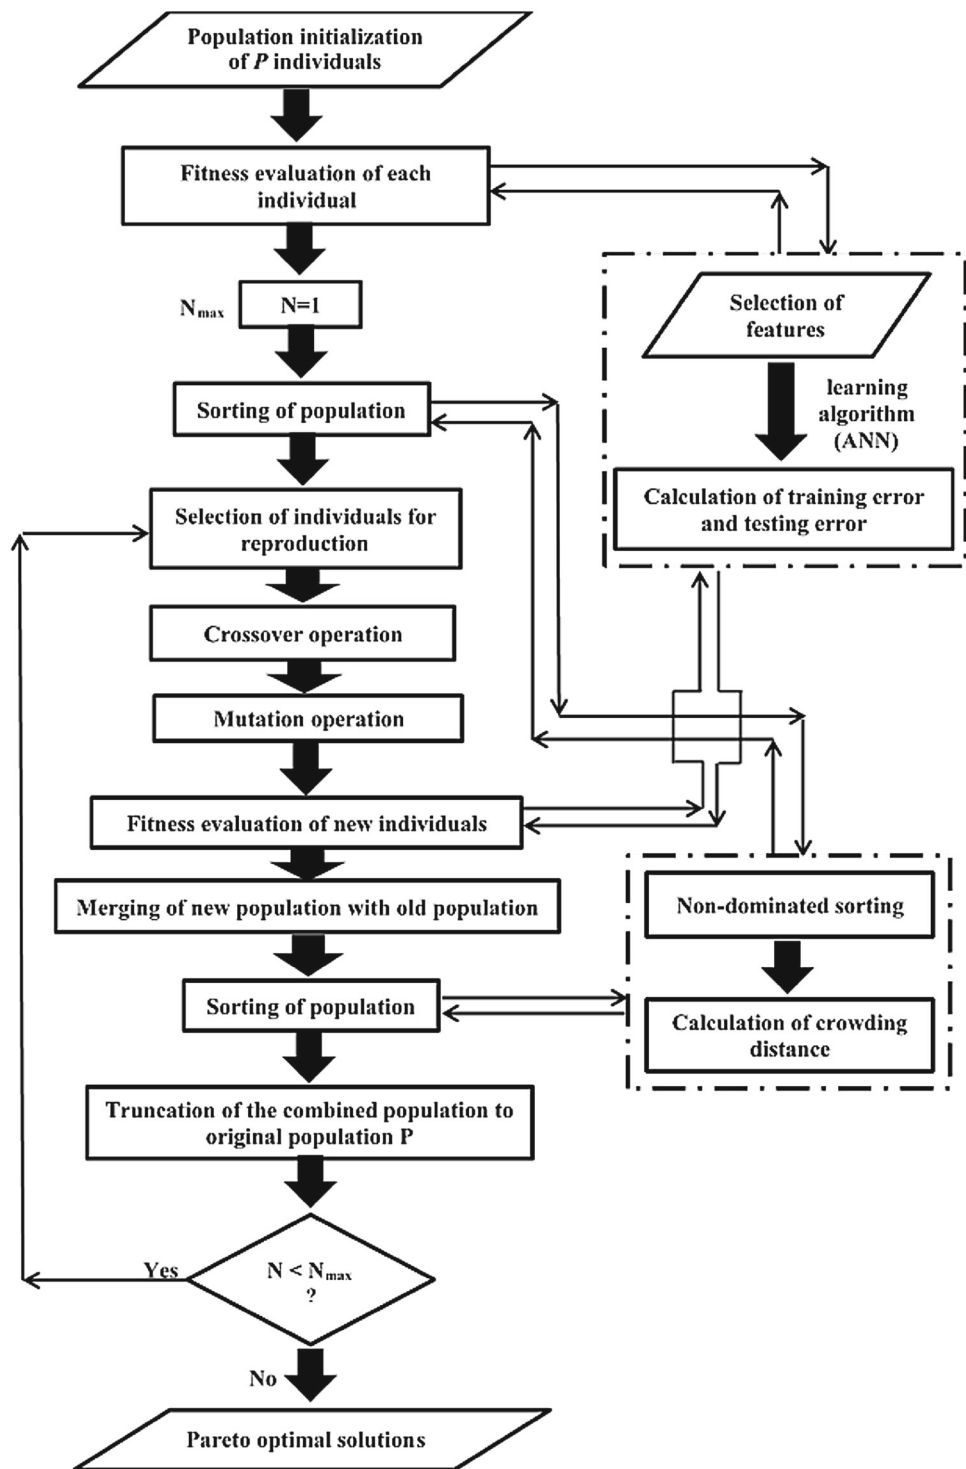 Population initialization
of P individuals
Fitness evaluation of each
individual
Nmax
N=1
Sorting of population
Selection of individuals for
reproduction
Crossover operation
Mutation operation
Fitness evaluation of new individuals
Merging of new population with old population
Sorting of population
Truncation of the combined population to
original population P
Yes
N < Nmax
?
No
Pareto optimal solutions
Selection of
features
learning
algorithm
(ANN)
Calculation of training error
and testing error
Non-dominated sorting
Calculation of crowding
distance